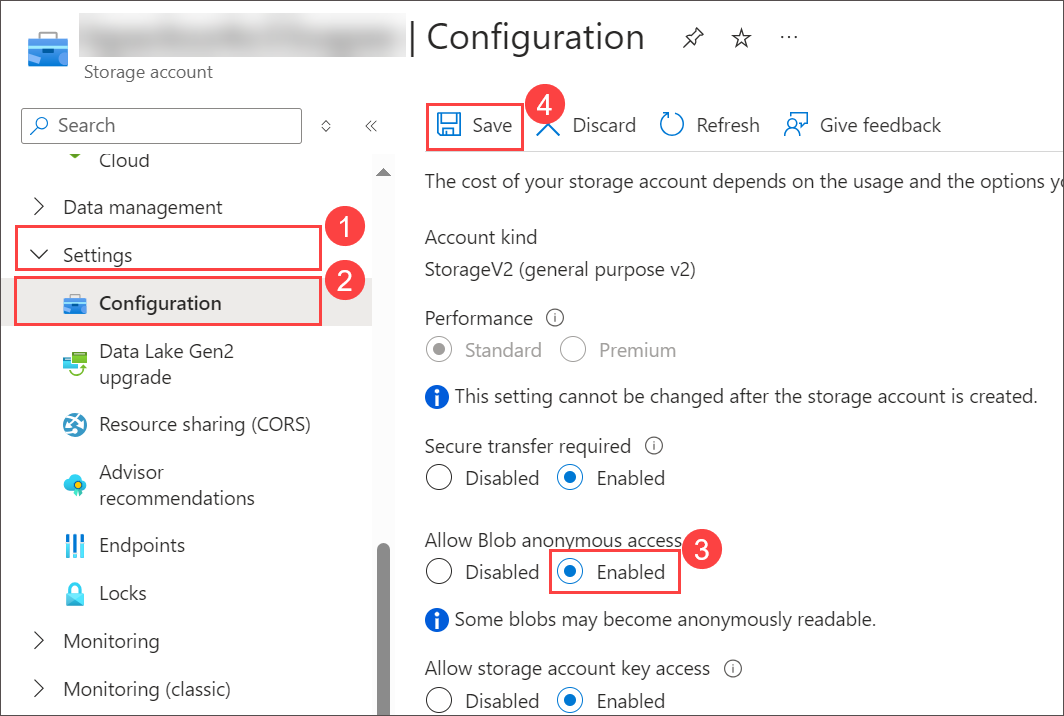 | Configuration
...
Storage account
Search
Cloud
Data management
1
Settings
2
Configuration
Data Lake Gen2
upgrade
Resource sharing (CORS)
Advisor
recommendations
Endpoints
Locks
Monitoring
Monitoring (classic)
4
Save
Discard
Refresh
Give feedback
The cost of your storage account depends on the usage and the options
Account kind
StorageV2 (general purpose v2)
Performance
Standard Premium
This setting cannot be changed after the storage account is created.
Secure transfer required
Disabled Enabled
Allow Blob anonymous access
3
Disabled Enabled
Some blobs may become anonymously readable.
Allow storage account key access
Disabled Enabled